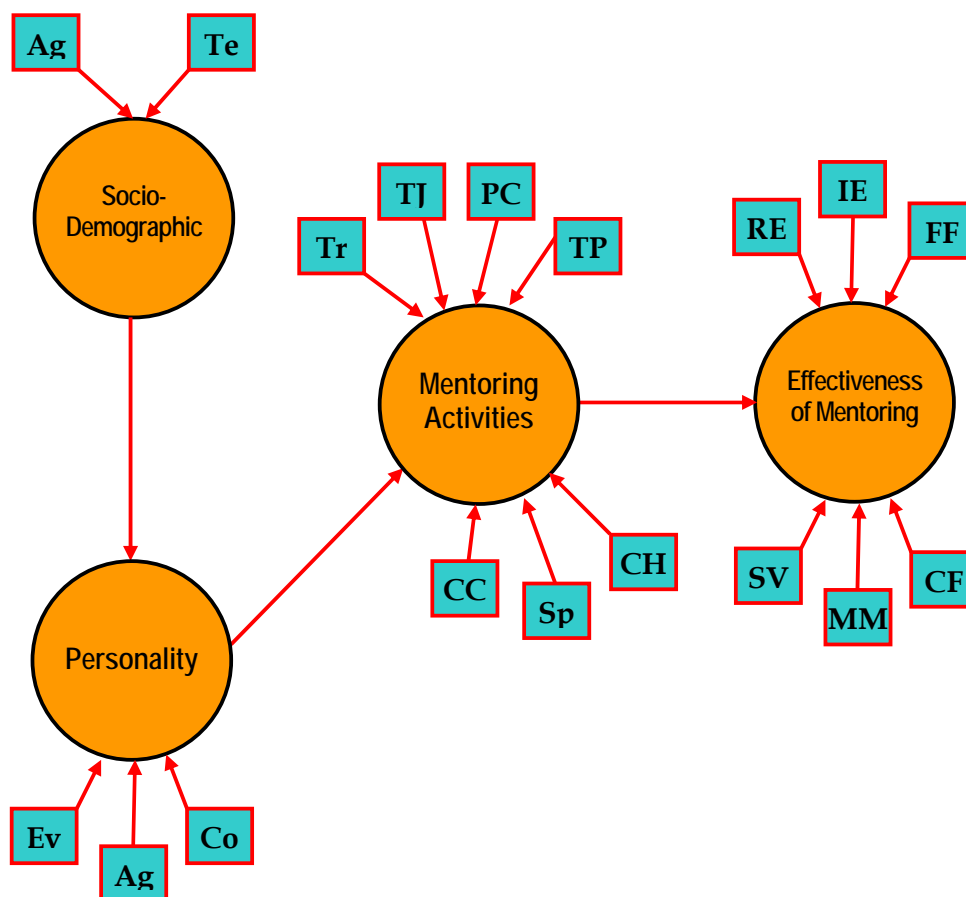 Ag
Te
Socio-
Demographic
TJ
PC
IE
RE
FF
Tr
TP
Mentoring
Activities
Effectiveness
of Mentoring
CC
Sp
CH
SV
MM
CF
Personality
Ev
Ag
Co